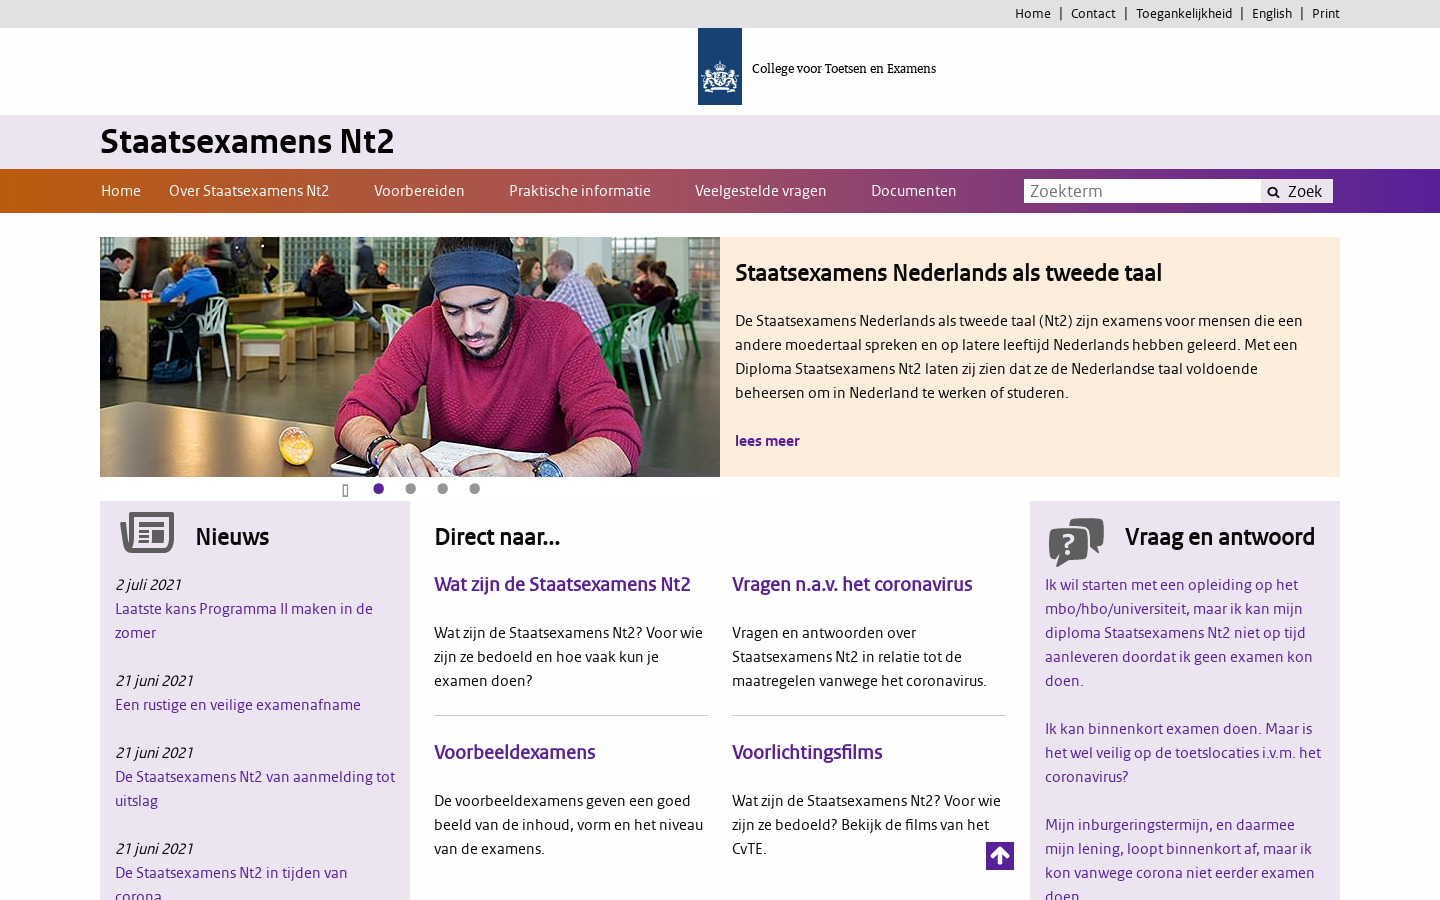 Home | Contact | Toegankelijkheid | English | Print
College voor Toetsen en Examens
Staatsexamens Nt2
Home Over Staatsexamens Nt2 Voorbereiden Praktische informatie Veelgestelde vragen Documenten Zoekterm Zoek
Staatsexamens Nederlands als tweede taal
De Staatsexamens Nederlands als tweede taal (Nt2) zijn examens voor mensen die een
andere moedertaal spreken en op latere leeftijd Nederlands hebben geleerd. Met een
Diploma Staatsexamens Nt2 laten zij zien dat ze de Nederlandse taal voldoende
beheersen om in Nederland te werken of studeren.
lees meer
Nieuws
2 juli 2021
Laatste kans Programma II maken in de
zomer
21 juni 2021
Een rustige en veilige examenafname
21 juni 2021
De Staatsexamens Nt2 van aanmelding tot
uitslag
21 juni 2021
De Staatsexamens Nt2 in tijden van
corona
Direct naar...
Wat zijn de Staatsexamens Nt2
Wat zijn de Staatsexamens Nt2? Voor wie
zijn ze bedoeld en hoe vaak kun je
examen doen?
Vragen n.a.v. het coronavirus
Vragen en antwoorden over
Staatsexamens Nt2 in relatie tot de
maatregelen vanwege het coronavirus.
Voorbeeldexamens
De voorbeeldexamens geven een goed
beeld van de inhoud, vorm en het niveau
van de examens.
Voorlichtingsfilms
Wat zijn de Staatsexamens Nt2? Voor wie
zijn ze bedoeld? Bekijk de films van het
CvTE.
Vraag en antwoord
Ik wil starten met een opleiding op het
mbo/hbo/universiteit, maar ik kan mijn
diploma Staatsexamens Nt2 niet op tijd
aanleveren doordat ik geen examen kon
doen.
Ik kan binnenkort examen doen. Maar is
het wel veilig op de toetslocaties i.v.m. het
coronavirus?
Mijn inburgeringstermijn, en daarmee
mijn lening, loopt binnenkort af, maar ik
kon vanwege corona niet eerder examen
doen.